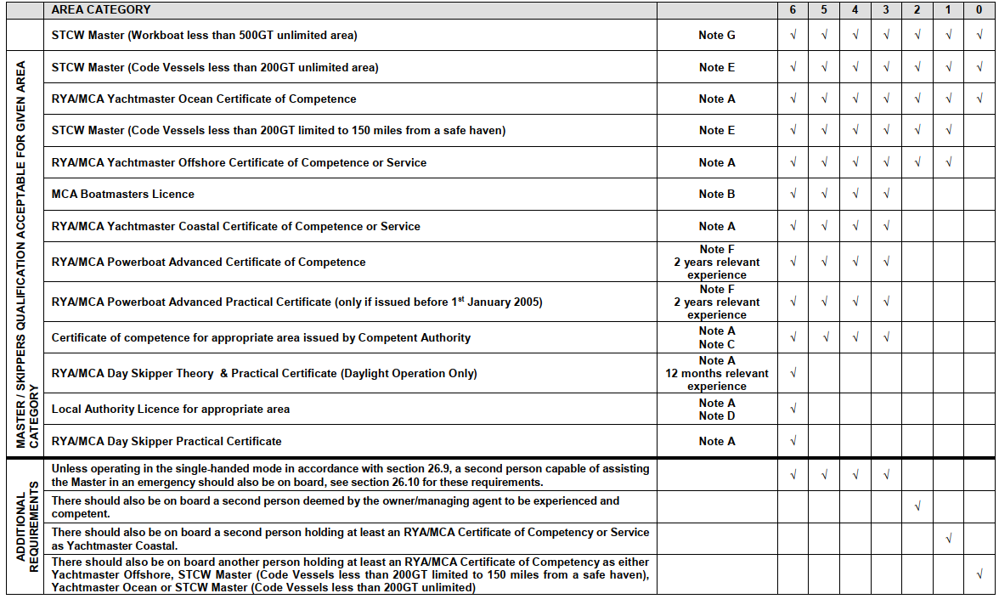 AREA CATEGORY 6 5 4 3 2 1 0
STCW Master (Workboat less than 500GT unlimited area) Note G √ √ √ √ √ √ √
MASTER / SKIPPERS QUALIFICATION ACCEPTABLE FOR GIVEN AREA
CATEGORY
STCW Master (Code Vessels less than 200GT unlimited area) Note E √ √ √ √ √ √ √
RYA/MCA Yachtmaster Ocean Certificate of Competence Note A √ √ √ √ √ √ √
STCW Master (Code Vessels less than 200GT limited to 150 miles from a safe haven) Note E √ √ √ √ √ √
RYA/MCA Yachtmaster Offshore Certificate of Competence or Service Note A √ √ √ √ √ √
MCA Boatmasters Licence Note B √ √ √ √
RYA/MCA Yachtmaster Coastal Certificate of Competence or Service Note A √ √ √ √
RYA/MCA Powerboat Advanced Certificate of Competence Note F √ √ √ √
2 years relevant
experience
RYA/MCA Powerboat Advanced Practical Certificate (only if issued before 1st January 2005) Note F √ √ √ √
2 years relevant
experience
Certificate of competence for appropriate area issued by Competent Authority Note A √ √ √ √
Note C
RYA/MCA Day Skipper Theory & Practical Certificate (Daylight Operation Only) Note A √
12 months relevant
experience
Local Authority Licence for appropriate area Note A √
Note D
RYA/MCA Day Skipper Practical Certificate Note A √
ADDITIONAL
REQUIREMENTS
Unless operating in the single-handed mode in accordance with section 26.9, a second person capable of assisting
the Master in an emergency should also be on board, see section 26.10 for these requirements. √ √ √ √
There should also be on board a second person deemed by the owner/managing agent to be experienced and
competent. √
There should also be on board a second person holding at least an RYA/MCA Certificate of Competency or Service
as Yachtmaster Coastal. √
There should also be on board another person holding at least an RYA/MCA Certificate of Competency as either
Yachtmaster Offshore, STCW Master (Code Vessels less than 200GT limited to 150 miles from a safe haven),
Yachtmaster Ocean or STCW Master (Code Vessels less than 200GT unlimited) √